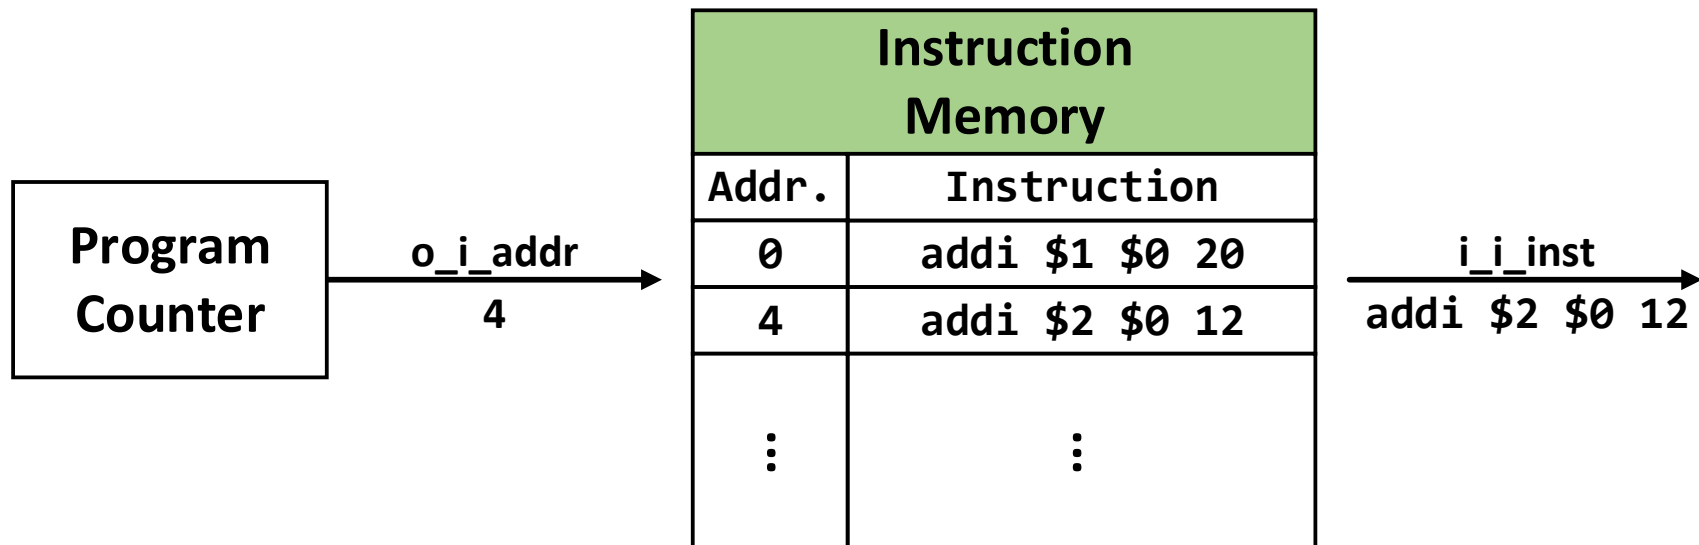 Program
Counter
o_i_addr
4
Instruction
Memory
Addr. Instruction
0 addi $1 $0 20
4 addi $2 $0 12
⋮ ⋮
i_i_inst
addi $2 $0 12